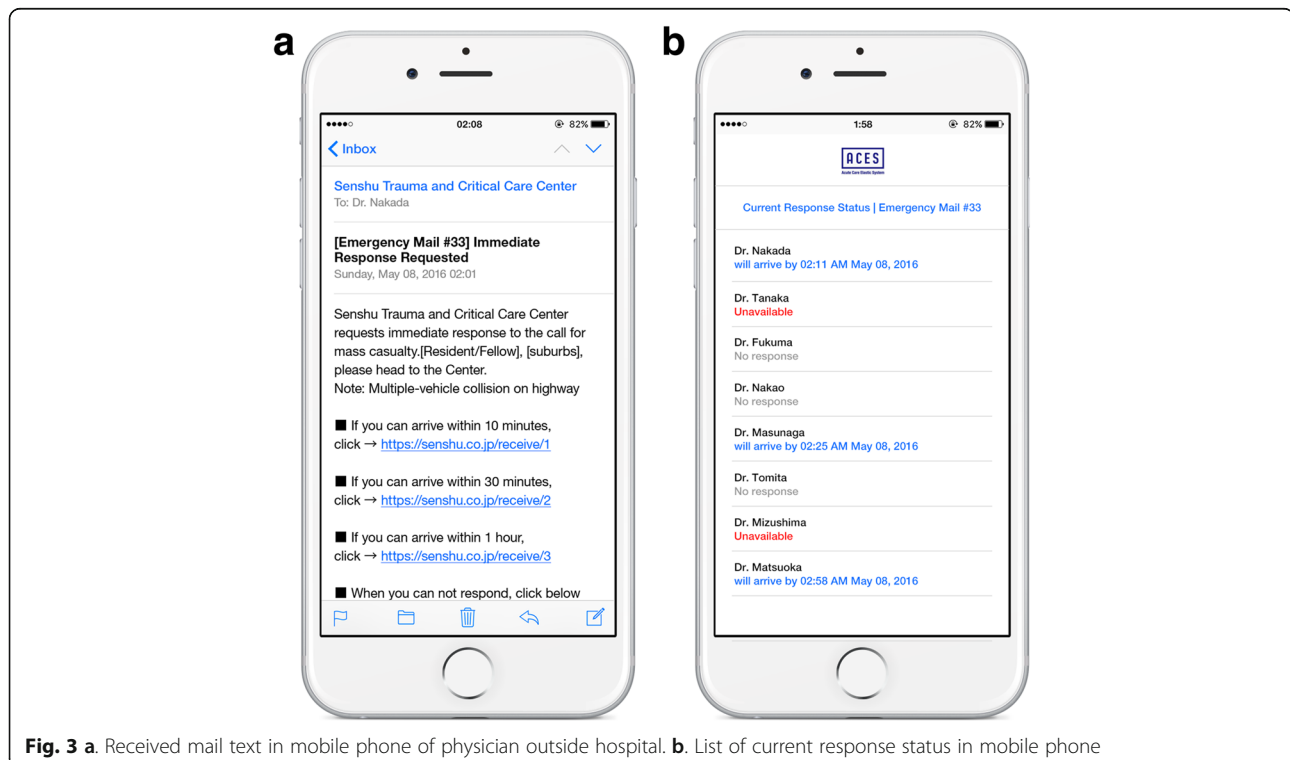 a
02:08
82%
Inbox
Senshu Trauma and Critical Care Center
To: Dr. Nakada
[Emergency Mail #33] Immediate
Response Requested
Sunday, May 08, 2016 02:01
Senshu Trauma and Critical Care Center
requests immediate response to the call for
mass casualty.[Resident/Fellow], [suburbs],
please head to the Center.
Note: Multiple-vehicle collision on highway
■ If you can arrive within 10 minutes,
click → https://senshu.co.jp/receive/1
■ If you can arrive within 30 minutes,
click → https://senshu.co.jp/receive/2
■ If you can arrive within 1 hour,
click → https://senshu.co.jp/receive/3
■ When you can not respond, click below
b
1:58
82%
ACES
Acute Care Elastic System
Current Response Status | Emergency Mail #33
Dr. Nakada
will arrive by 02:11 AM May 08, 2016
Dr. Tanaka
Unavailable
Dr. Fukuma
No response
Dr. Nakao
No response
Dr. Masunaga
will arrive by 02:25 AM May 08, 2016
Dr. Tomita
No response
Dr. Mizushima
Unavailable
Dr. Matsuoka
will arrive by 02:58 AM May 08, 2016
Fig. 3 a. Received mail text in mobile phone of physician outside hospital. b. List of current response status in mobile phone